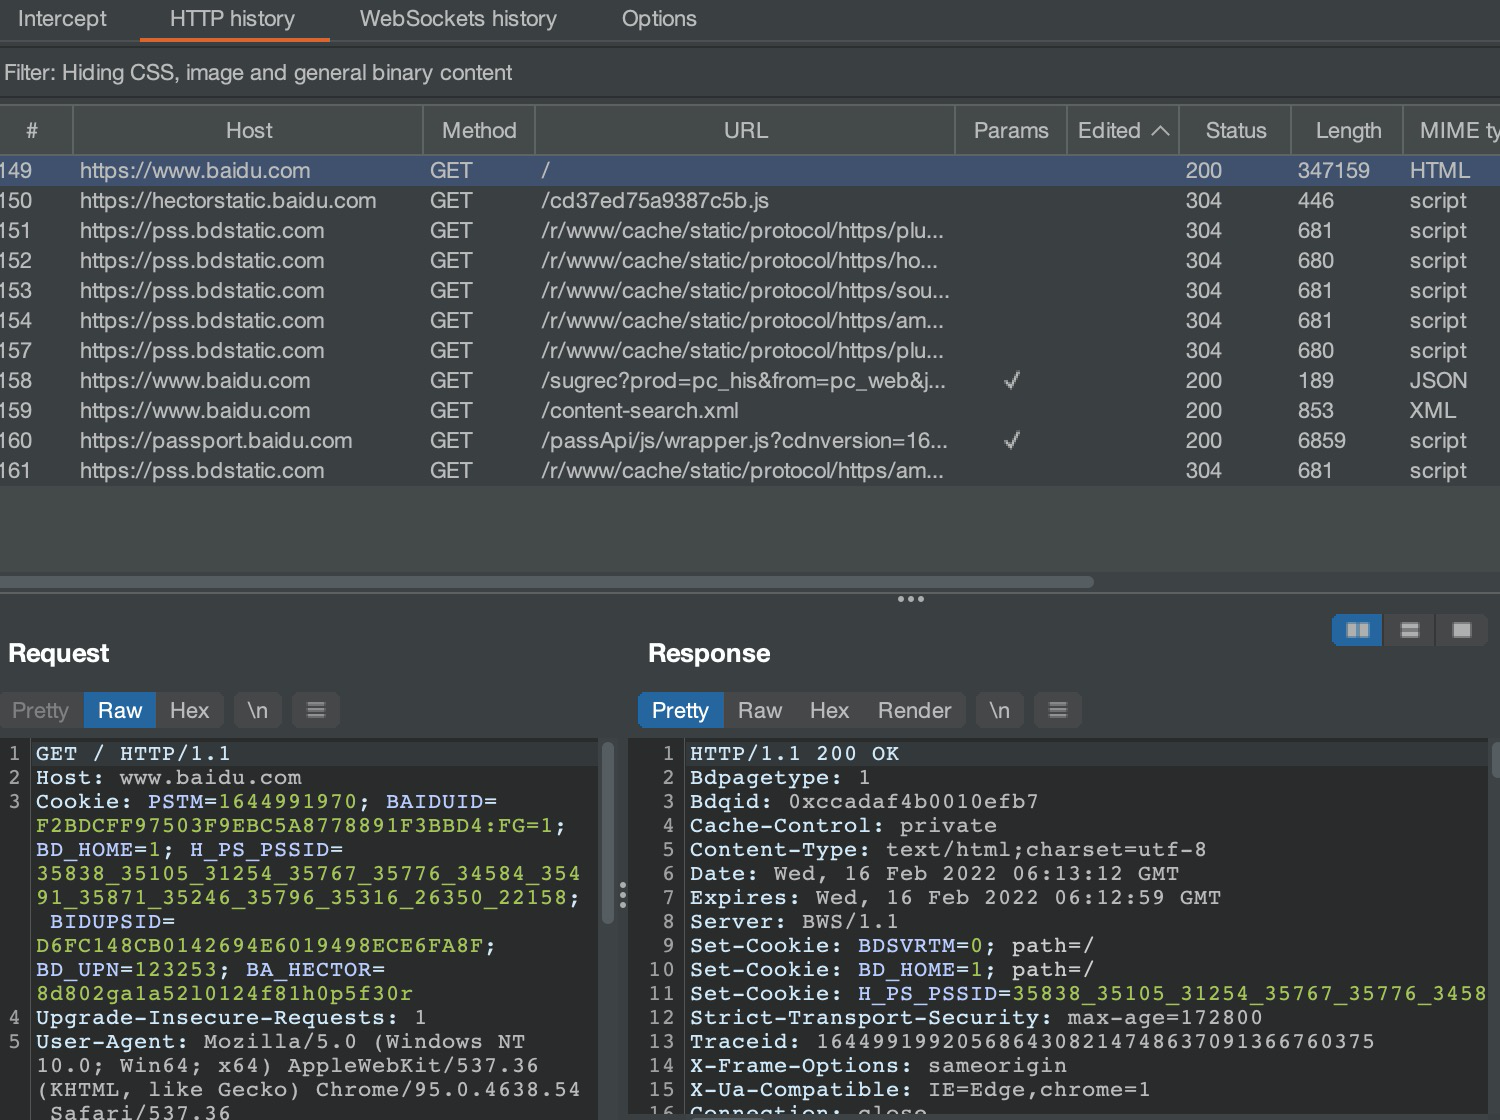 Intercept HTTP history WebSockets history Options
Filter: Hiding CSS, image and general binary content
# Host Method URL Params Edited Status Length MIME ty
149 https://www.baidu.com GET / 200 347159 HTML
150 https://hectorstatic.baidu.com GET /cd37ed75a9387c5b.js 304 446 script
151 https://pss.bdstatic.com GET /r/www/cache/static/protocol/https/plu... 304 681 script
152 https://pss.bdstatic.com GET /r/www/cache/static/protocol/https/ho... 304 680 script
153 https://pss.bdstatic.com GET /r/www/cache/static/protocol/https/sou... 304 681 script
154 https://pss.bdstatic.com GET /r/www/cache/static/protocol/https/am... 304 681 script
157 https://pss.bdstatic.com GET /r/www/cache/static/protocol/https/plu... 304 680 script
158 https://www.baidu.com GET /sugrec?prod=pc_his&from=pc_web&j... ✓ 200 189 JSON
159 https://www.baidu.com GET /content-search.xml 200 853 XML
160 https://passport.baidu.com GET /passApi/js/wrapper.js?cdnversion=16... ✓ 200 6859 script
161 https://pss.bdstatic.com GET /r/www/cache/static/protocol/https/am... 304 681 script
Request
Pretty Raw Hex \n
1 GET / HTTP/1.1
2 Host: www.baidu.com
3 Cookie: PSTM=1644991970; BAIDUID=
F2BDCFF97503F9EBC5A8778891F3BBD4:FG=1;
BD_HOME=1; H_PS_PSSID=
35838_35105_31254_35767_35776_34584_354
91_35871_35246_35796_35316_26350_22158;
BIDUPSID=
D6FC148CB0142694E6019498ECE6FA8F;
BD_UPN=123253; BA_HECTOR=
8d802gala52l0124f81h0p5f30r
4 Upgrade-Insecure-Requests: 1
5 User-Agent: Mozilla/5.0 (Windows NT
10.0; Win64; x64) AppleWebKit/537.36
(KHTML, like Gecko) Chrome/95.0.4638.54
Safari/537.36
Response
Pretty Raw Hex Render \n
1 HTTP/1.1 200 OK
2 Bdpagetype: 1
3 Bdqid: 0xccadaf4b0010efb7
4 Cache-Control: private
5 Content-Type: text/html;charset=utf-8
6 Date: Wed, 16 Feb 2022 06:13:12 GMT
7 Expires: Wed, 16 Feb 2022 06:12:59 GMT
8 Server: BWS/1.1
9 Set-Cookie: BDSVRTM=0; path=/
10 Set-Cookie: BD_HOME=1; path=/
11 Set-Cookie: H_PS_PSSID=35838_35105_31254_35767_35776_3458
12 Strict-Transport-Security: max-age=172800
13 Traceid: 1644991992056864308214748637091366760375
14 X-Frame-Options: sameorigin
15 X-Ua-Compatible: IE=Edge,chrome=1
16 Connection: close